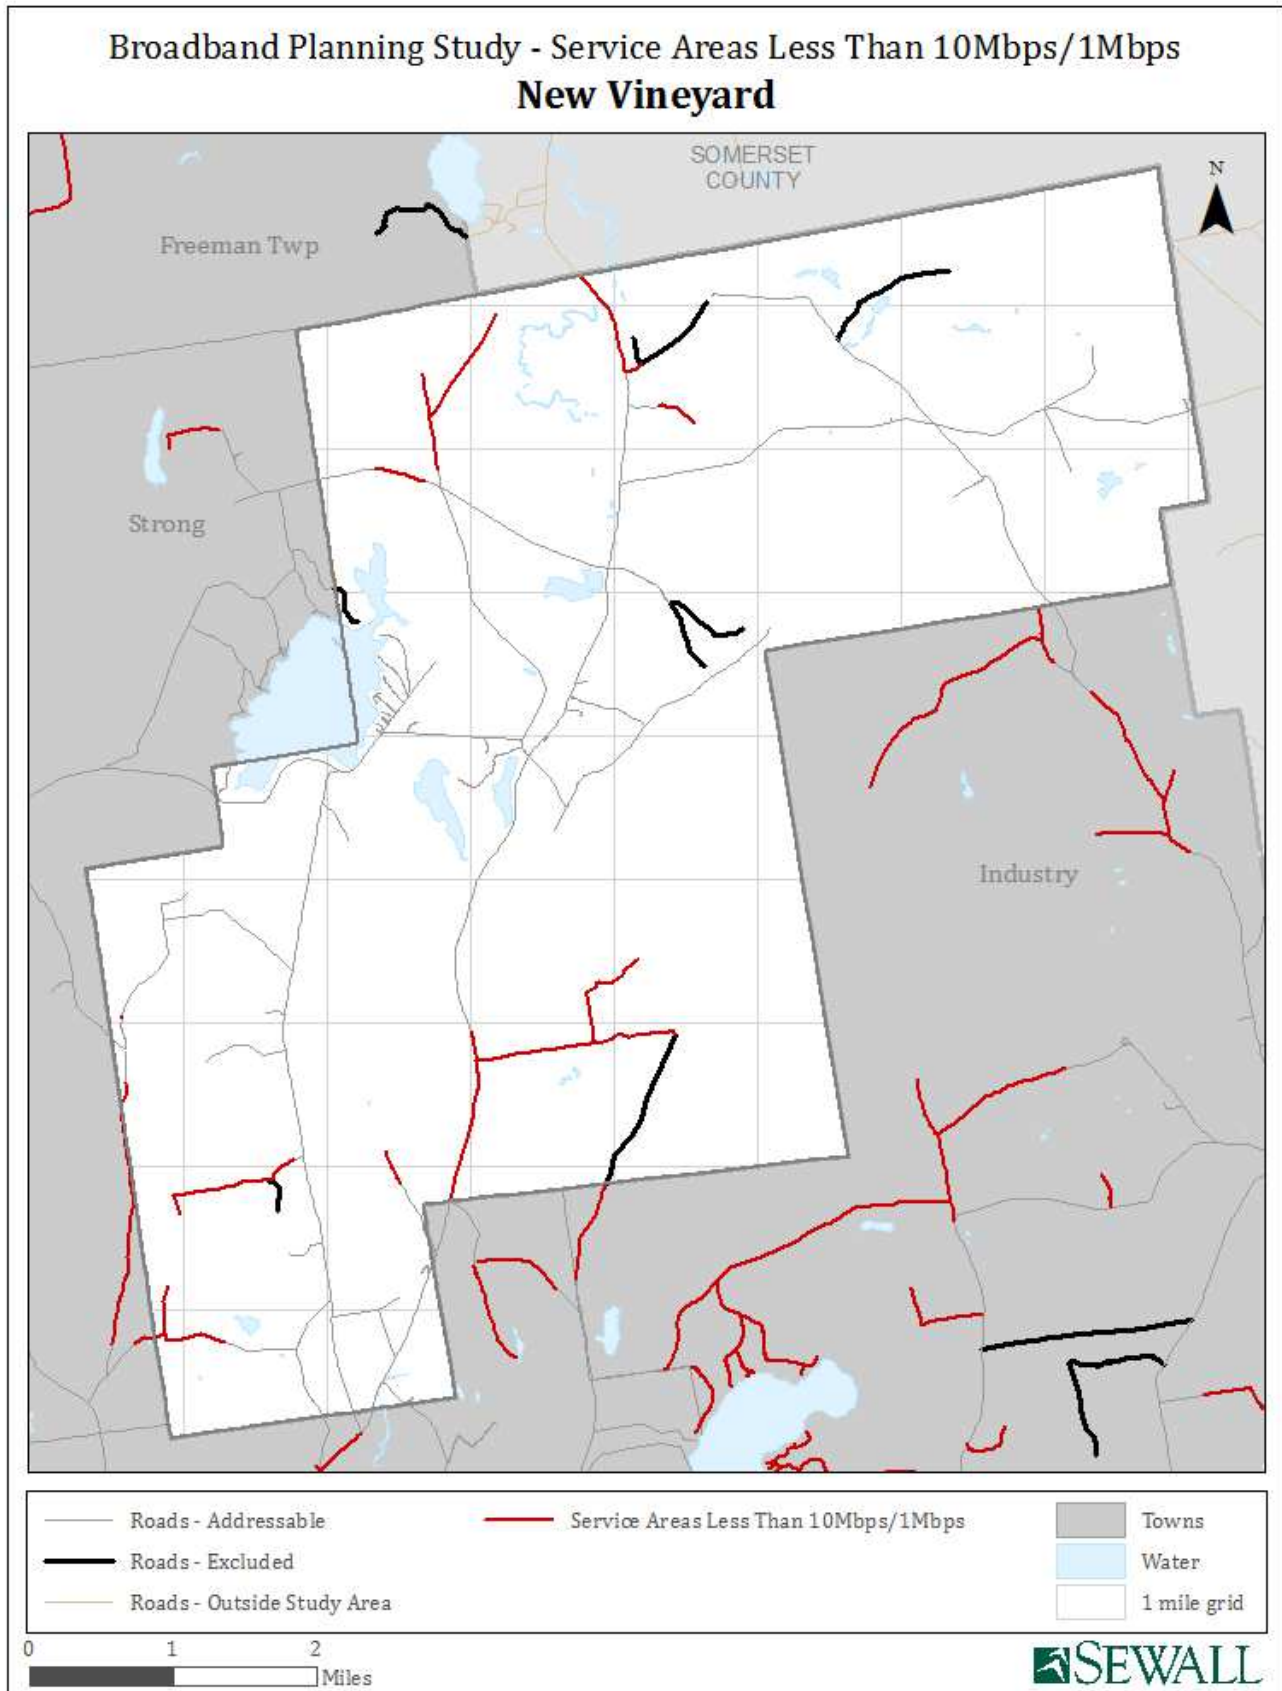 Broadband Planning Study - Service Areas Less Than 10Mbps/1Mbps
New Vineyard
SOMERSET
COUNTY
N
Freeman Twp
Strong
Industry
Roads - Addressable
Roads - Excluded
Roads - Outside Study Area
Service Areas Less Than 10Mbps/1Mbps
Towns
Water
1 mile grid
0 1 2
Miles
SEWALL